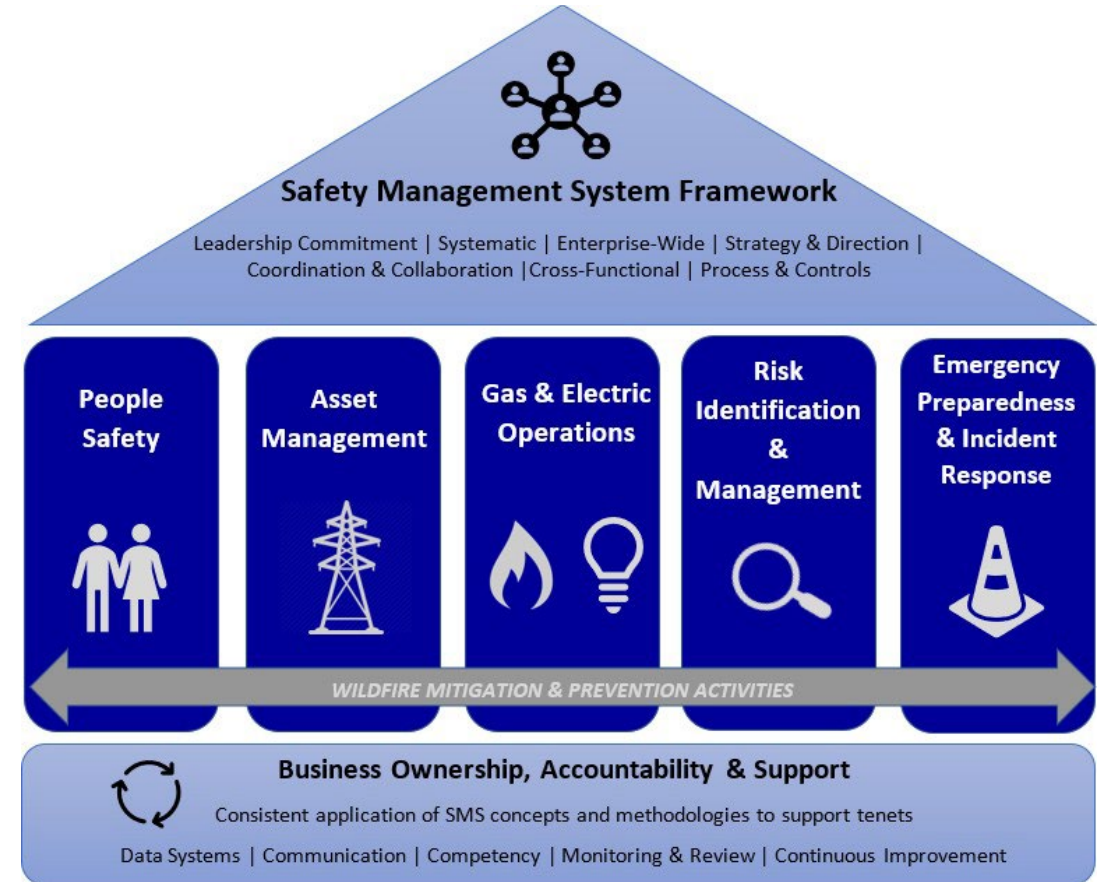 Safety Management System Framework
Leadership Commitment | Systematic | Enterprise-Wide | Strategy & Direction |
Coordination & Collaboration |Cross-Functional | Process & Controls
People
Safety
Asset
Management
Gas & Electric
Operations
Risk
Identification
&
Management
Emergency
Preparedness
& Incident
Response
WILDFIRE MITIGATION & PREVENTION ACTIVITIES
Business Ownership, Accountability & Support
Consistent application of SMS concepts and methodologies to support tenets
Data Systems | Communication | Competency | Monitoring & Review | Continuous Improvement